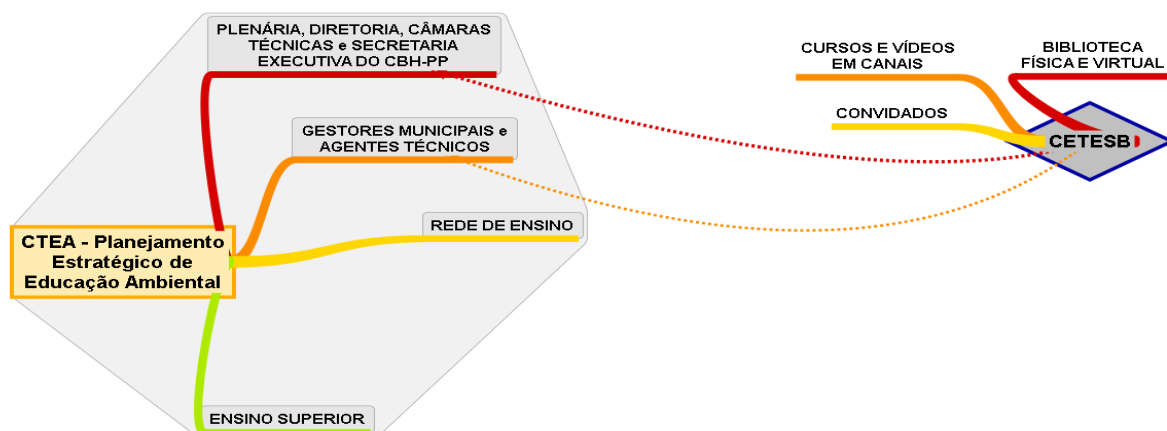 PLENÁRIA, DIRETORIA, CÂMARAS
TÉCNICAS e SECRETARIA
EXECUTIVA DO CBH-PP
GESTORES MUNICIPAIS e
AGENTES TÉCNICOS
REDE DE ENSINO
CTEA - Planejamento
Estratégico de
Educação Ambiental
ENSINO SUPERIOR
CURSOS E VÍDEOS
EM CANAIS
BIBLIOTECA
FÍSICA E VIRTUAL
CONVIDADOS
CETESB